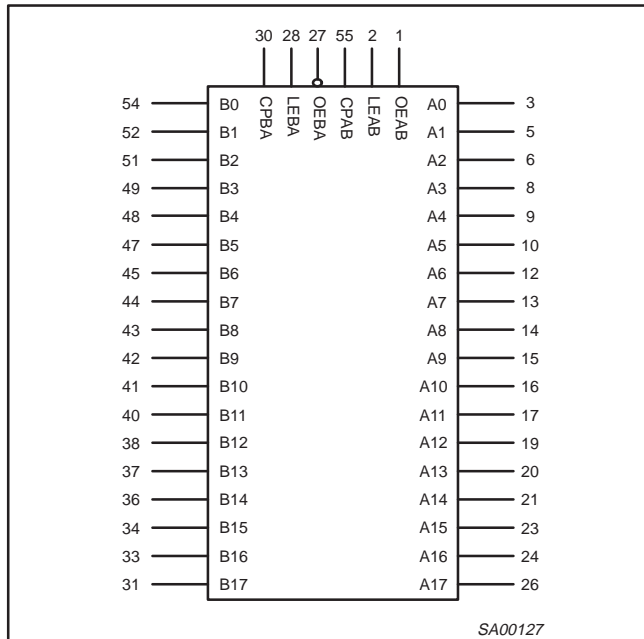 30 28 27 55 2 1
CPBA LEBA OEBA CPAB LEAB OEAB
54 B0 A0 3
52 B1 A1 5
51 B2 A2 6
49 B3 A3 8
48 B4 A4 9
47 B5 A5 10
45 B6 A6 12
44 B7 A7 13
43 B8 A8 14
42 B9 A9 15
41 B10 A10 16
40 B11 A11 17
38 B12 A12 19
37 B13 A13 20
36 B14 A14 21
34 B15 A15 23
33 B16 A16 24
31 B17 A17 26
SA00127